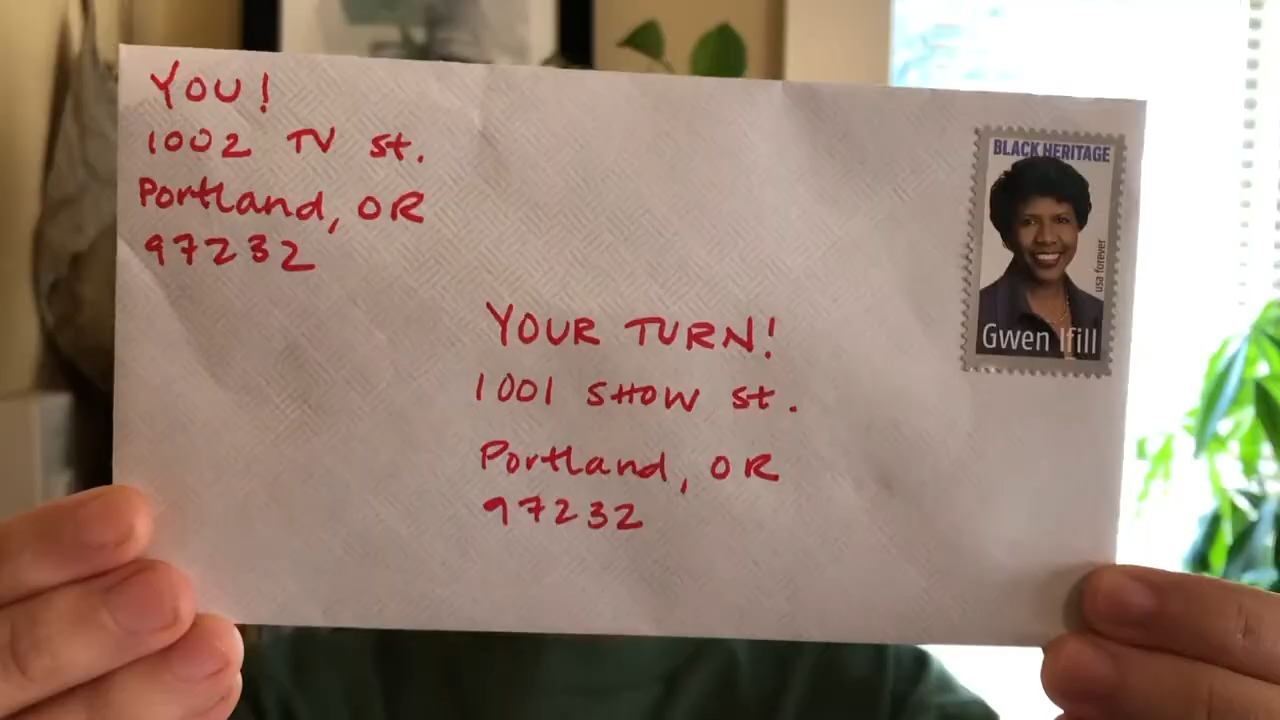 YOU!
1002 TV St.
Portland, OR
97232
BLACK HERITAGE
usa forever
Gwen Ifill
YOUR TURN!
1001 SHOW St.
Portland, OR
97232